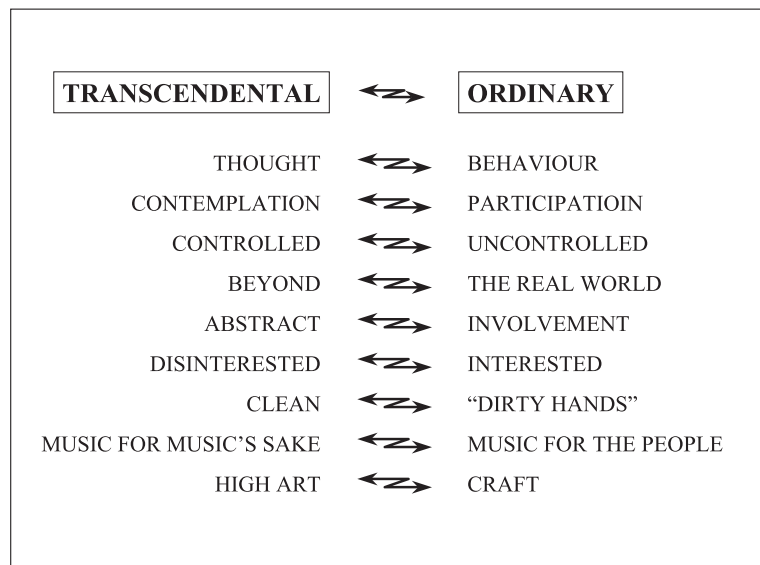 TRANSCENDENTAL ORDINARY
THOUGHT BEHAVIOUR
CONTEMPLATION PARTICIPATIOIN
CONTROLLED UNCONTROLLED
BEYOND THE REAL WORLD
ABSTRACT INVOLVEMENT
DISINTERESTED INTERESTED
CLEAN “DIRTY HANDS”
MUSIC FOR MUSIC’S SAKE MUSIC FOR THE PEOPLE
HIGH ART CRAFT